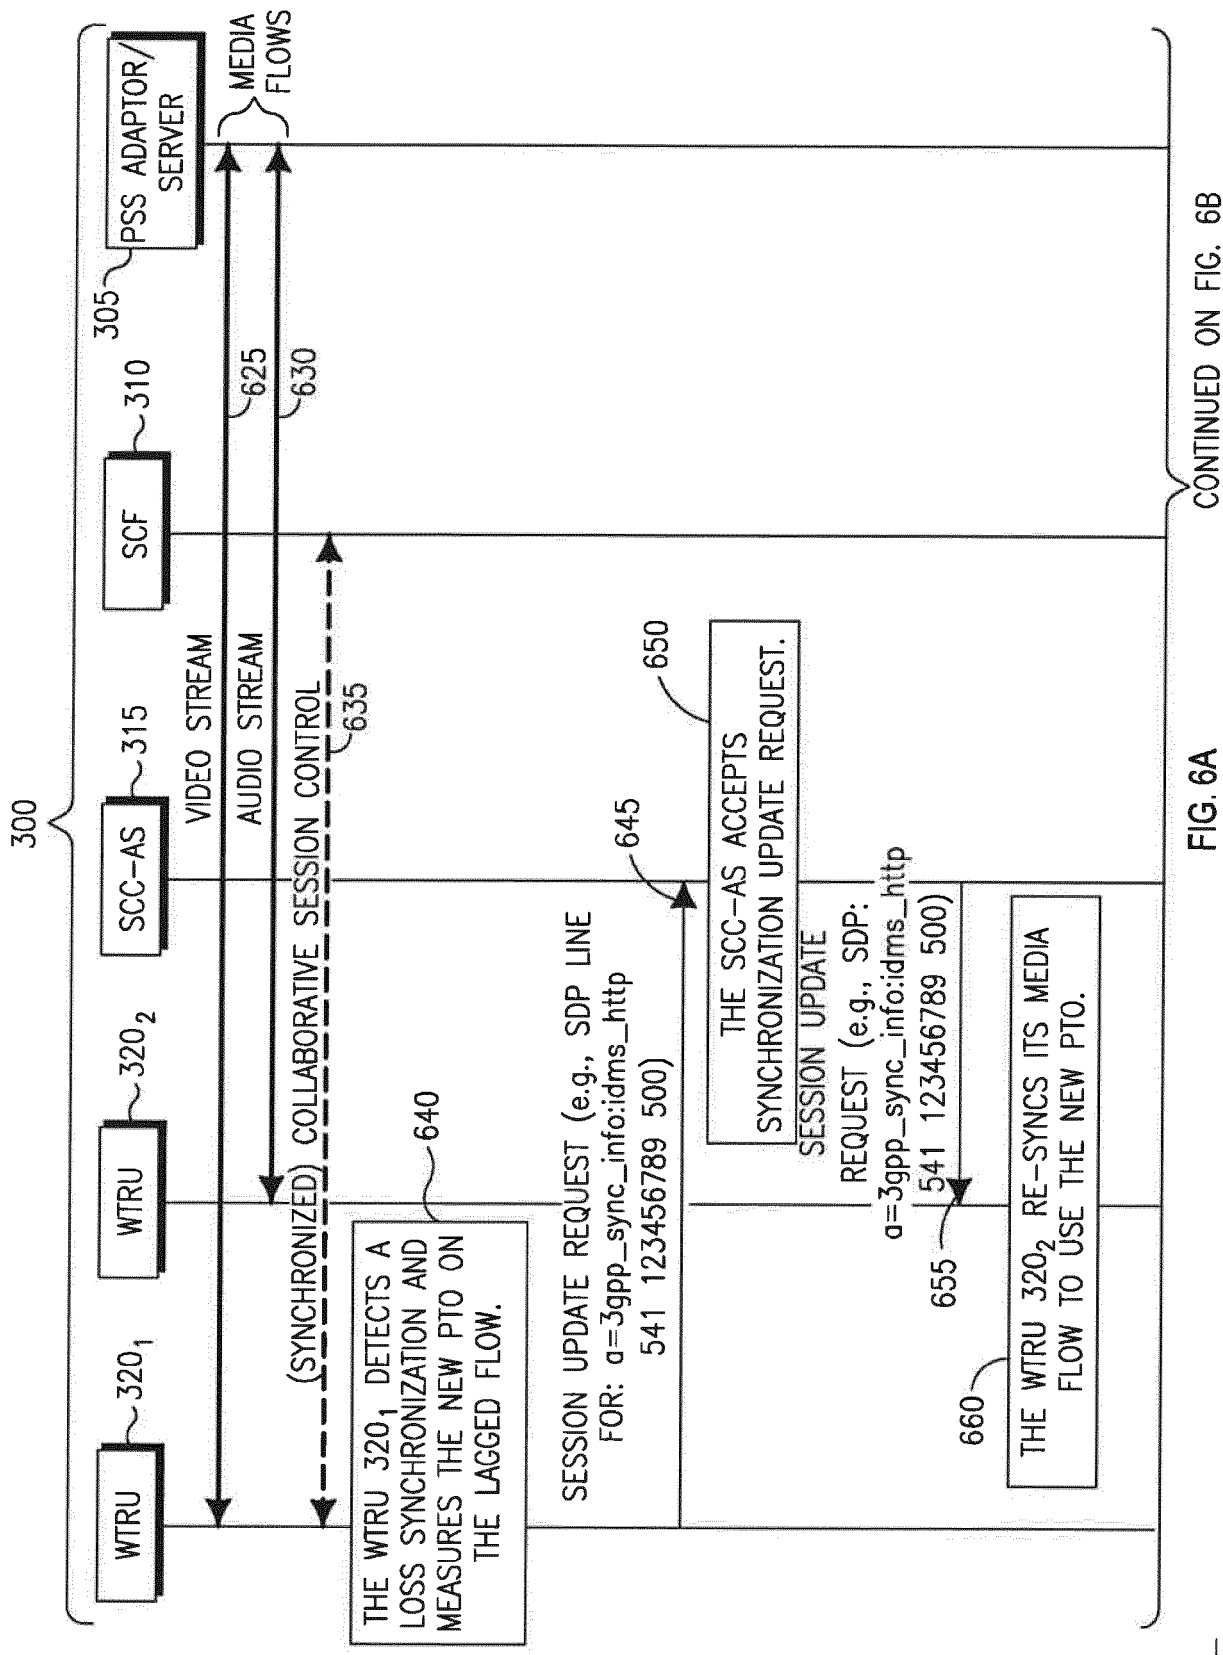 300
WTRU
320₁
WTRU
320₂
SCC-AS
315
SCF
310
305
PSS ADAPTOR/
SERVER
VIDEO STREAM
625
AUDIO STREAM
630
MEDIA
FLOWS
(SYNCHRONIZED) COLLABORATIVE SESSION CONTROL
635
THE WTRU 320₁ DETECTS A
LOSS SYNCHRONIZATION AND
MEASURES THE NEW PTO ON
THE LAGGED FLOW.
640
SESSION UPDATE REQUEST (e.g., SDP LINE
FOR: a=3gpp_sync_info:idms_http
541 123456789 500)
645
THE SCC-AS ACCEPTS
SYNCHRONIZATION UPDATE REQUEST.
650
SESSION UPDATE
REQUEST (e.g., SDP:
a=3gpp_sync_info:idms_http
541 123456789 500)
655
THE WTRU 320₂ RE-SYNCS ITS MEDIA
FLOW TO USE THE NEW PTO.
660
CONTINUED ON FIG. 6B
FIG. 6A